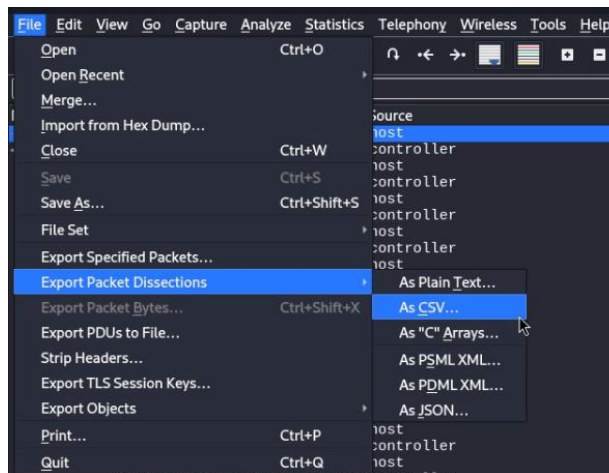 File Edit View Go Capture Analyze Statistics Telephony Wireless Tools Help
Open Ctrl+O
Open Recent
Merge...
Import from Hex Dump...
Close Ctrl+W
Save Ctrl+S
Save As... Ctrl+Shift+S
File Set
Export Specified Packets...
Export Packet Dissections
Export Packet Bytes... Ctrl+Shift+X
Export PDUs to File...
Strip Headers...
Export TLS Session Keys...
Export Objects
Print... Ctrl+P
Quit Ctrl+Q
Source
host
controller
host
controller
host
controller
host
controller
host
As Plain Text...
As CSV...
As "C" Arrays...
As PSML XML...
As PDML XML...
As JSON...
host
controller
host